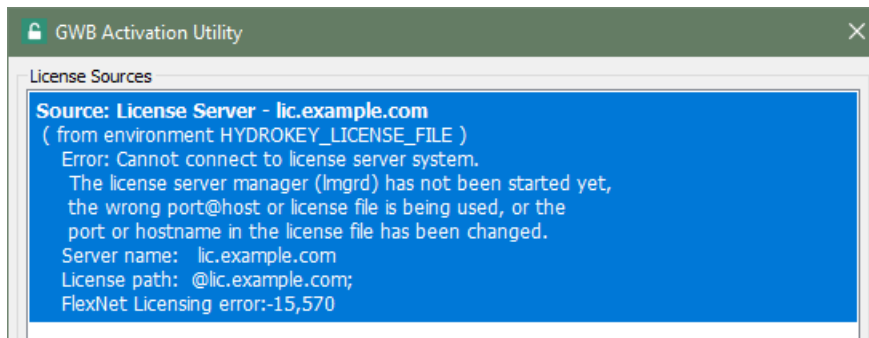 GWB Activation Utility
License Sources
Source: License Server - lic.example.com
( from environment HYDROKEY_LICENSE_FILE )
Error: Cannot connect to license server system.
The license server manager (lmgrd) has not been started yet,
the wrong port@host or license file is being used, or the
port or hostname in the license file has been changed.
Server name: lic.example.com
License path: @lic.example.com;
FlexNet Licensing error:-15,570